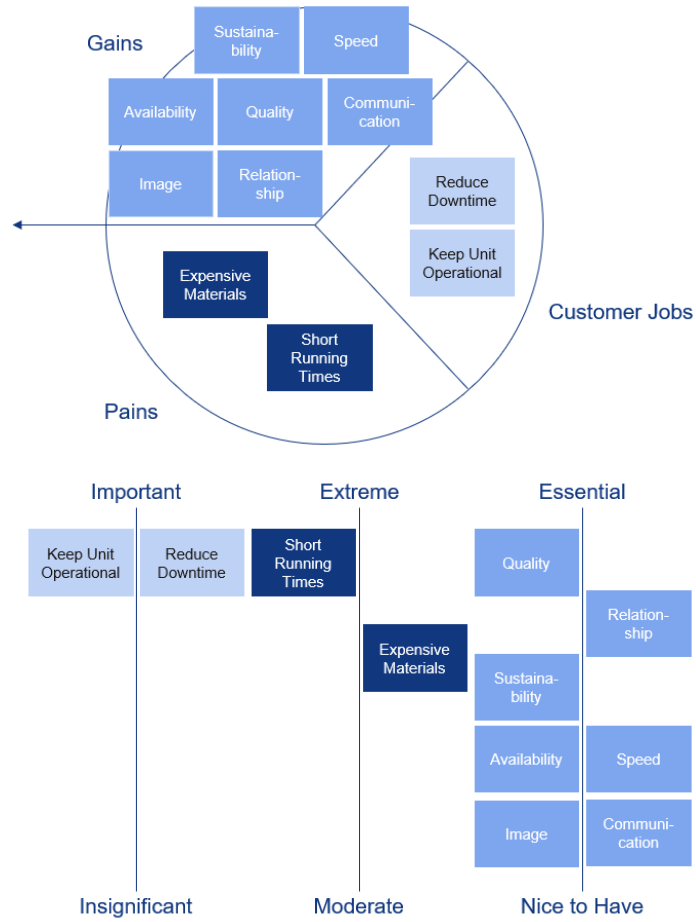 Gains
Sustaina-
bility
Speed
Availability
Quality
Communi-
cation
Image
Relation-
ship
Reduce
Downtime
Keep Unit
Operational
Expensive
Materials
Short
Running
Times
Customer Jobs
Pains
Important
Extreme
Essential
Keep Unit
Operational
Reduce
Downtime
Short
Running
Times
Quality
Relation-
ship
Expensive
Materials
Sustaina-
bility
Availability
Speed
Image
Communi-
cation
Insignificant
Moderate
Nice to Have